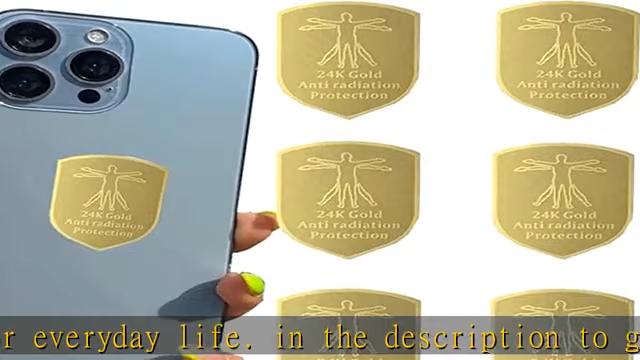 24K Gold
Anti radiation
Protection
24K Gold
Anti radiation
Protection
24K Gold
Anti radiation
Protection
24K Gold
Anti radiation
Protection
24K Gold
Anti radiation
Protection
r everyday life. in the description to g